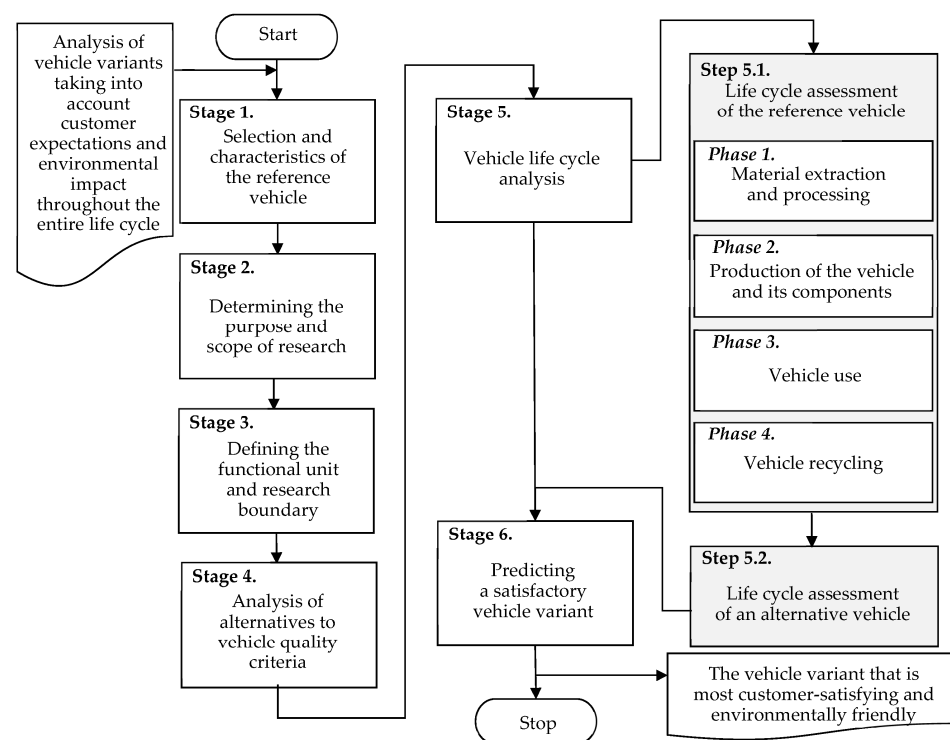 Start
Analysis of
vehicle variants
taking into
account
customer
expectations and
environmental
impact
throughout the
entire life cycle
Stage 1.
Selection and
characteristics of
the reference
vehicle
Stage 2.
Determining the
purpose and
scope of research
Stage 3.
Defining the
functional unit
and research
boundary
Stage 4.
Analysis of
alternatives to
vehicle quality
criteria
Stage 5.
Vehicle life cycle
analysis
Step 5.1.
Life cycle assessment
of the reference vehicle
Phase 1.
Material extraction
and processing
Phase 2.
Production of the vehicle
and its components
Phase 3.
Vehicle use
Phase 4.
Vehicle recycling
Step 5.2.
Life cycle assessment
of an alternative vehicle
Stage 6.
Predicting
a satisfactory
vehicle variant
The vehicle variant that is
most customer-satisfying and
environmentally friendly
Stop